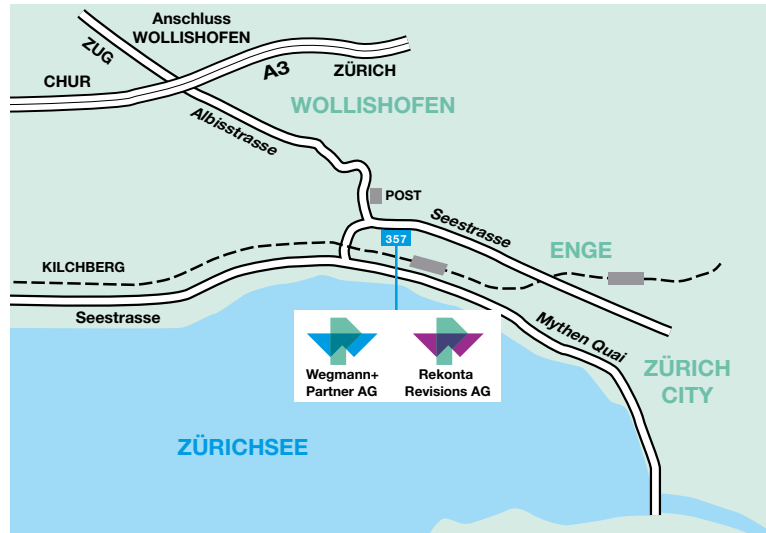 Anschluss
WOLLISHOFEN
ZUG
A3
ZÜRICH
CHUR
WOLLISHOFEN
Albisstrasse
POST
Seestrasse
357
ENGE
KILCHBERG
Seestrasse
Mythen Quai
Wegmann+
Partner AG
Rekonta
Revisions AG
ZÜRICH
CITY
ZÜRICHSEE